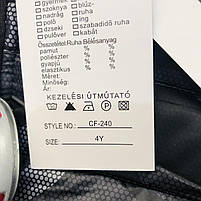 gyermek
szoknya blúz
nadrág ruha
póló ing
dzseki szabadidő ruha
pulóver kabát
Összetétel:Ruha Bélésanyag
pamut % %
poliészter % %
gyapjú % %
elasztikus % %
Méret:
Minőség:
Ár:
KEZELÉSI ÚTMUTATÓ
STYLE NO.: CF-240
SIZE: 4Y